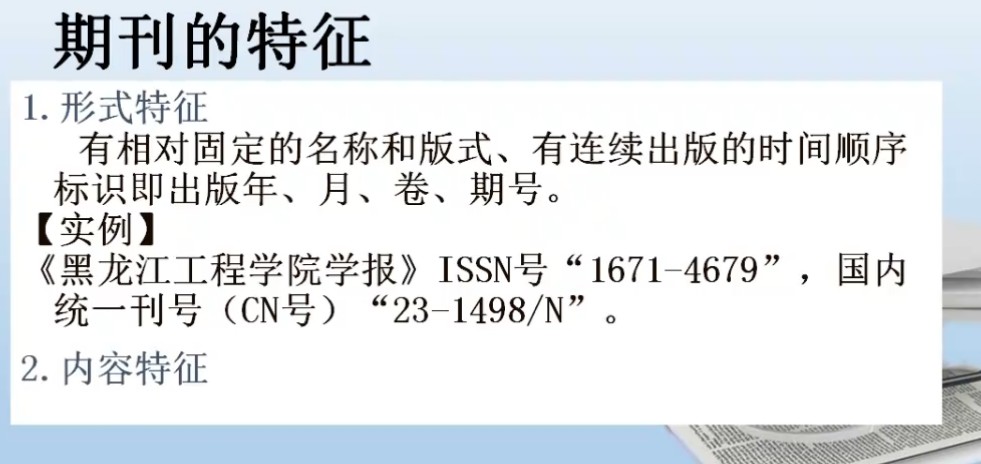 期刊的特征
1.形式特征
有相对固定的名称和版式、有连续出版的时间顺序
标识即出版年、月、卷、期号。
【实例】
《黑龙江工程学院学报》ISSN号“1671-4679”，国内
统一刊号（CN号）“23-1498/N”。
2.内容特征